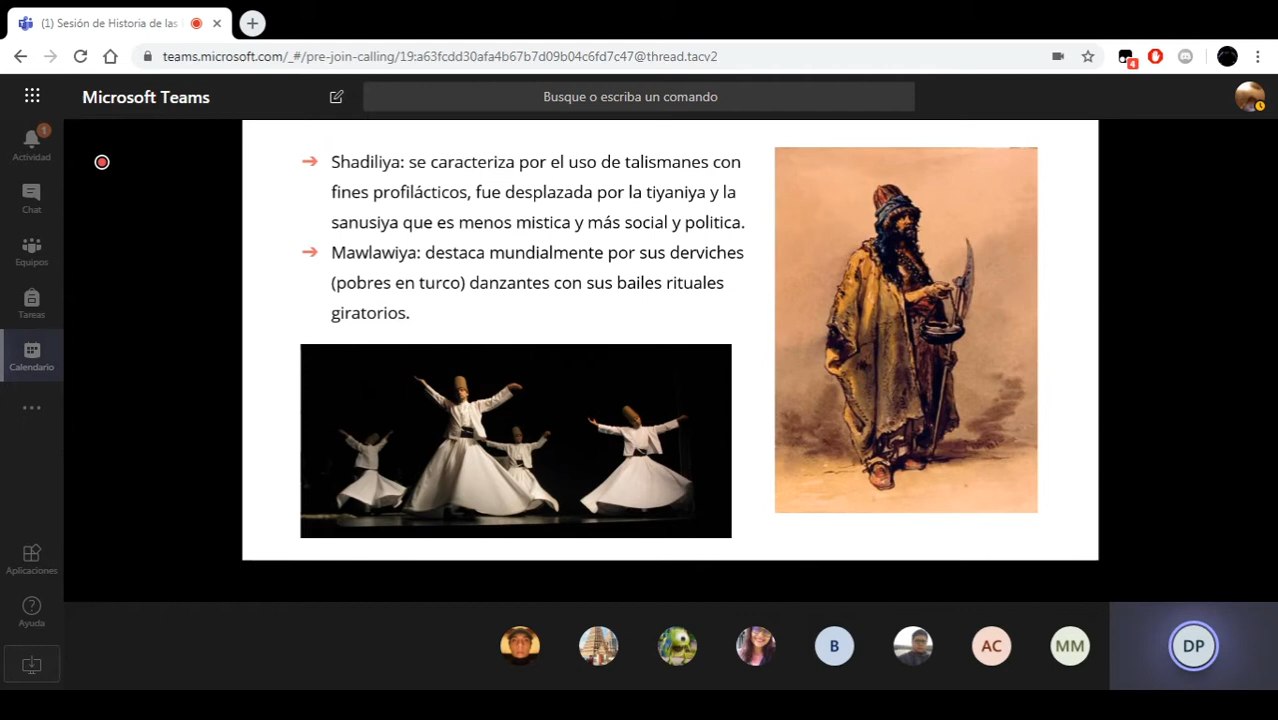 (1) Sesión de Historia de las
teams.microsoft.com/_#/pre-join-calling/19:a63fcdd30afa4b67b7d09b04c6fd7c47@thread.tacv2
4
Microsoft Teams
Busque o escriba un comando
1
Actividad
Chat
Equipos
Tareas
Calendario
Aplicaciones
Ayuda
→ Shadiliya: se caracteriza por el uso de talismanes con
fines profilácticos, fue desplazada por la tiyaniya y la
sanusiya que es menos mistica y más social y politica.
→ Mawlawiya: destaca mundialmente por sus derviches
(pobres en turco) danzantes con sus bailes rituales
giratorios.
B
AC
MM
DP